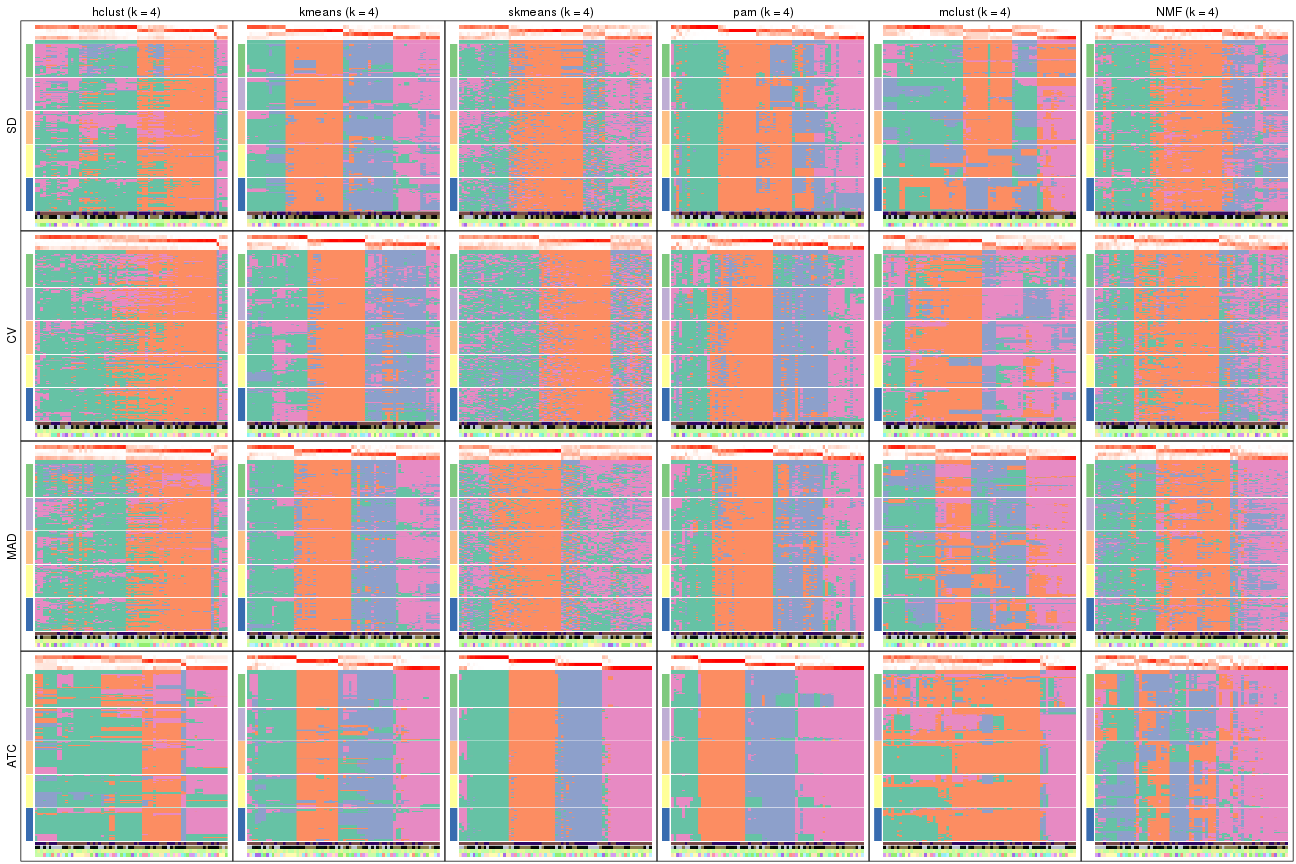 hclust (k = 4)
kmeans (k = 4)
skmeans (k = 4)
pam (k = 4)
mclust (k = 4)
NMF (k = 4)
SD
CV
MAD
ATC